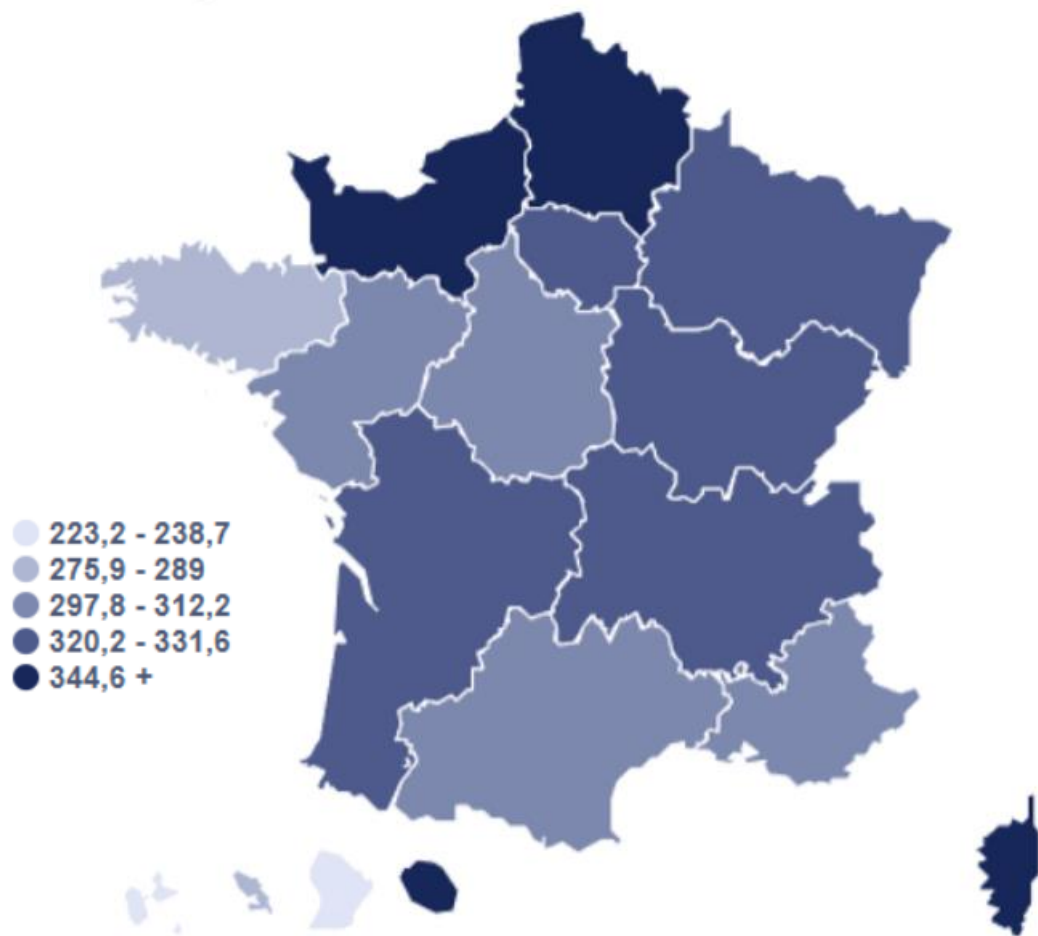 223,2 - 238,7
275,9 - 289
297,8 - 312,2
320,2 - 331,6
344,6 +